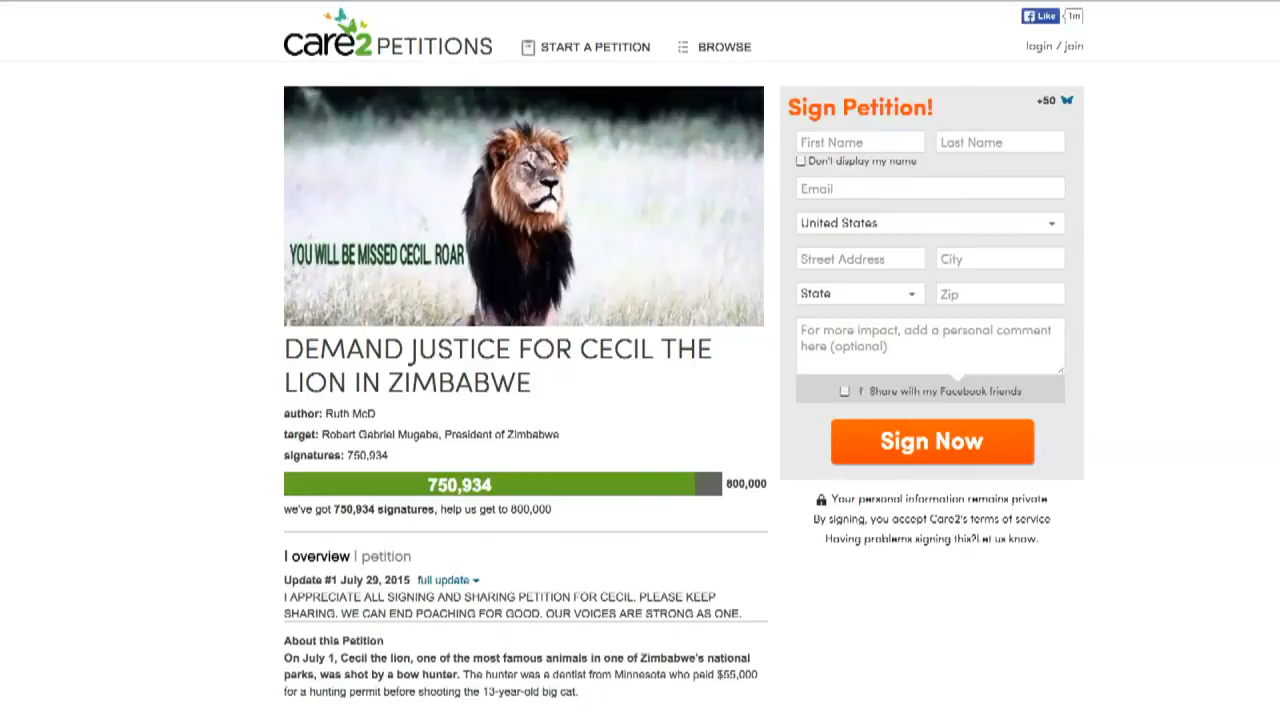 care2 PETITIONS
START A PETITION
BROWSE
Like
1m
login / join
YOU WILL BE MISSED CECIL. ROAR
DEMAND JUSTICE FOR CECIL THE
LION IN ZIMBABWE
author: Ruth McD
target: Robert Gabriel Mugabe, President of Zimbabwe
signatures: 750,934
750,934
800,000
we've got 750,934 signatures, help us get to 800,000
overview | petition
Update #1 July 29, 2015 full update
I APPRECIATE ALL SIGNING AND SHARING PETITION FOR CECIL. PLEASE KEEP
SHARING. WE CAN END POACHING FOR GOOD. OUR VOICES ARE STRONG AS ONE.
About this Petition
On July 1, Cecil the lion, one of the most famous animals in one of Zimbabwe's national
parks, was shot by a bow hunter. The hunter was a dentist from Minnesota who paid $55,000
for a hunting permit before shooting the 13-year-old big cat.
Sign Petition!
+50
First Name
Last Name
Don't display my name
Email
United States
Street Address
City
State
Zip
For more impact, add a personal comment
here (optional)
Share with my Facebook friends
Sign Now
Your personal information remains private
By signing, you accept Care2's terms of service
Having problems signing this? Let us know.